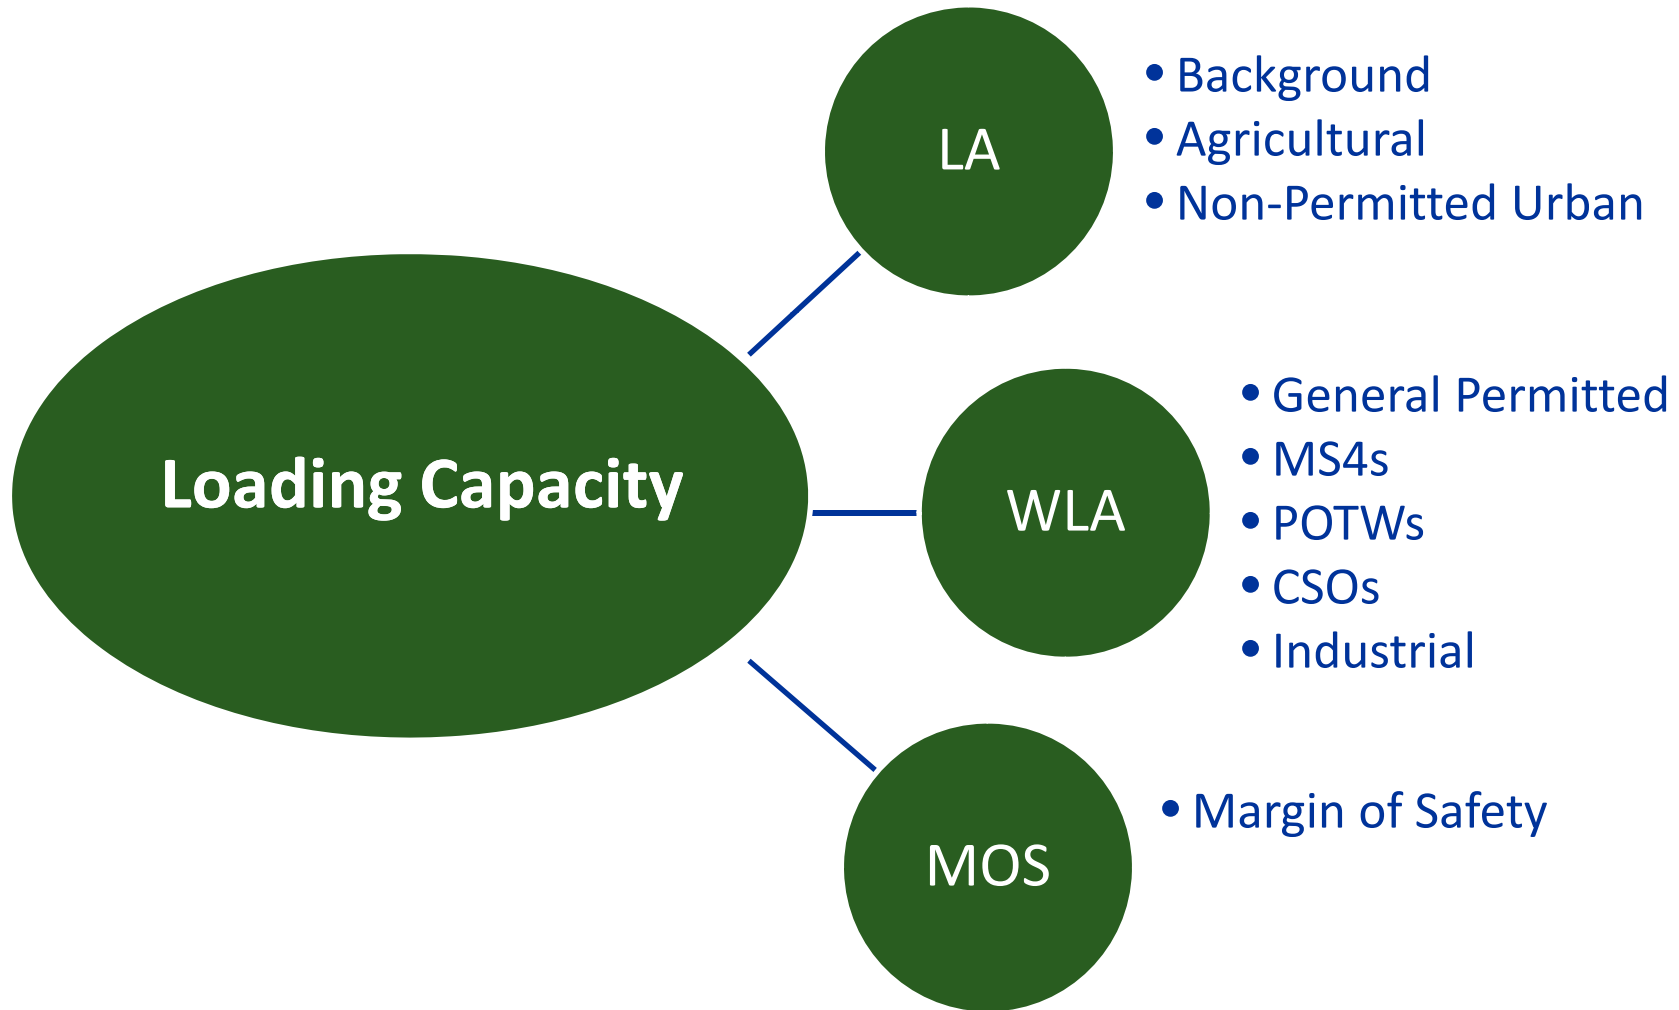 Loading Capacity
LA
• Background
• Agricultural
• Non-Permitted Urban
WLA
• General Permitted
• MS4s
• POTWs
• CSOs
• Industrial
MOS
• Margin of Safety